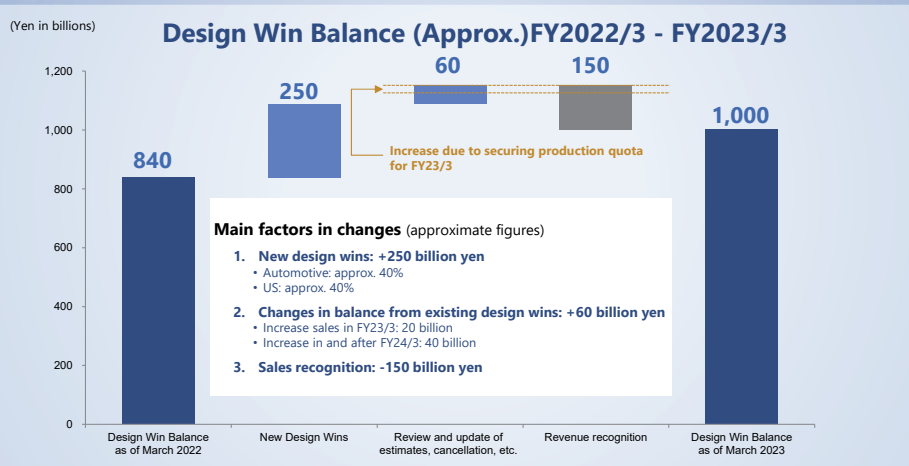 (Yen in billions)
Design Win Balance (Approx.)FY2022/3 - FY2023/3
1,200
1,000
800
600
400
200
0
840
250
60
150
1,000
Increase due to securing production quota
for FY23/3
Main factors in changes (approximate figures)
1. New design wins: +250 billion yen
• Automotive: approx. 40%
• US: approx. 40%
2. Changes in balance from existing design wins: +60 billion yen
• Increase sales in FY23/3: 20 billion
• Increase in and after FY24/3: 40 billion
3. Sales recognition: -150 billion yen
Design Win Balance
as of March 2022
New Design Wins
Review and update of
estimates, cancellation, etc.
Revenue recognition
Design Win Balance
as of March 2023